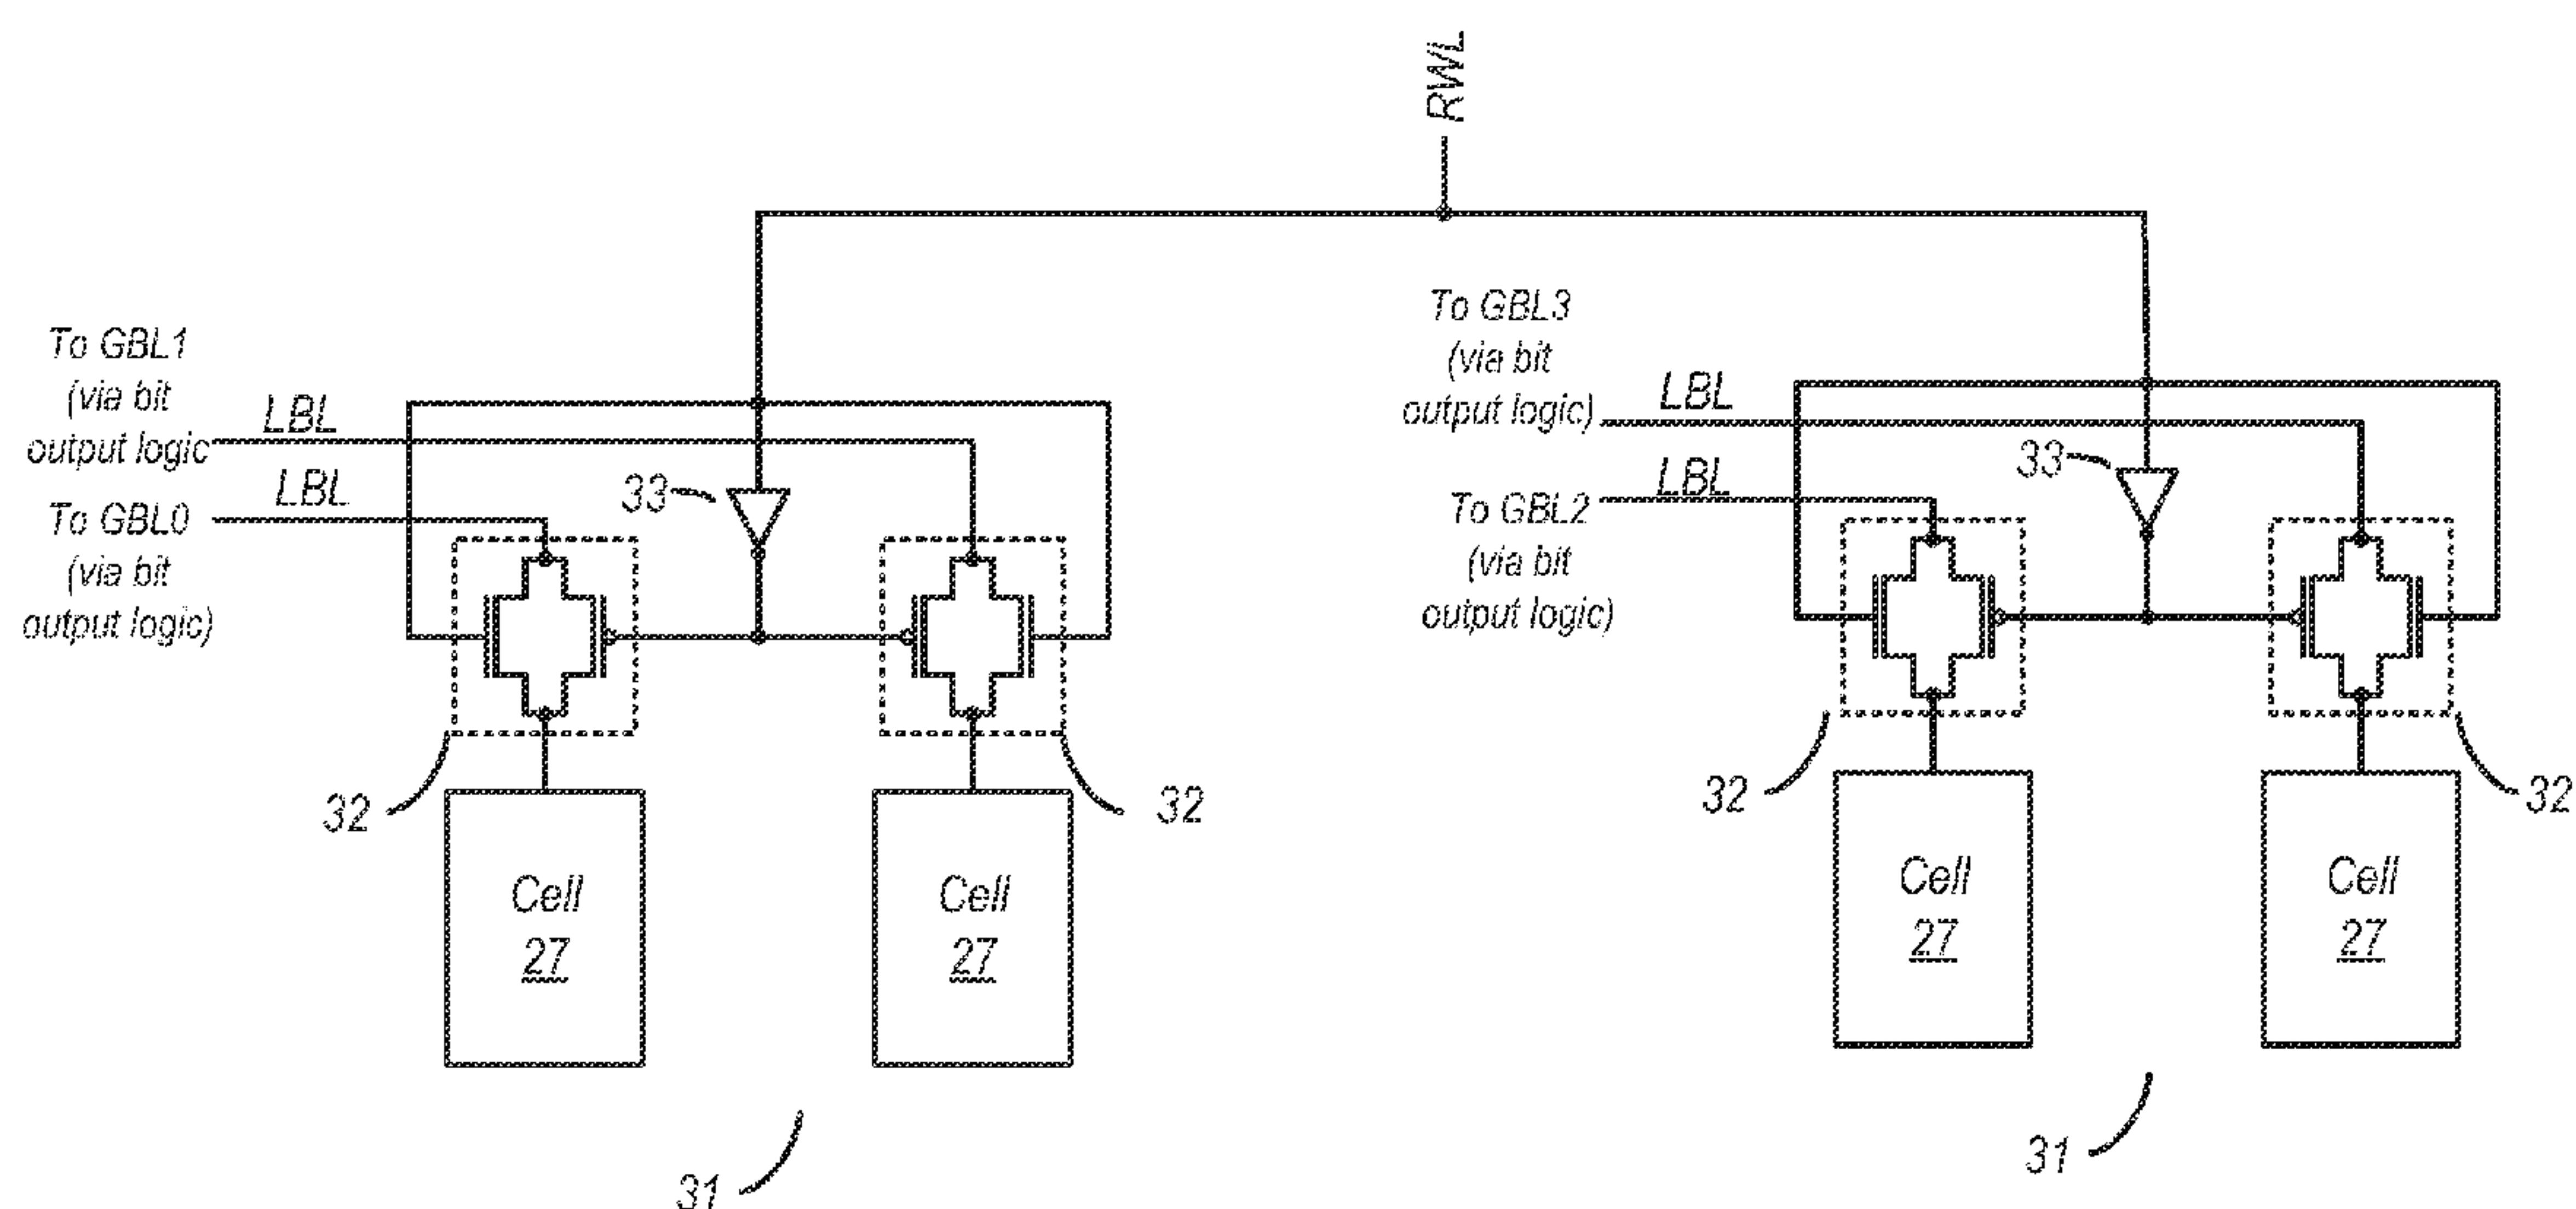 RWL
To GBL1
(via bit
output logic
LBL
LBL
To GBL0
(via bit
output logic)
33
32
32
Cell
27
Cell
27
31
To GBL3
(via bit
output logic)
LBL
LBL
To GBL2
(via bit
output logic)
33
32
32
Cell
27
Cell
27
31